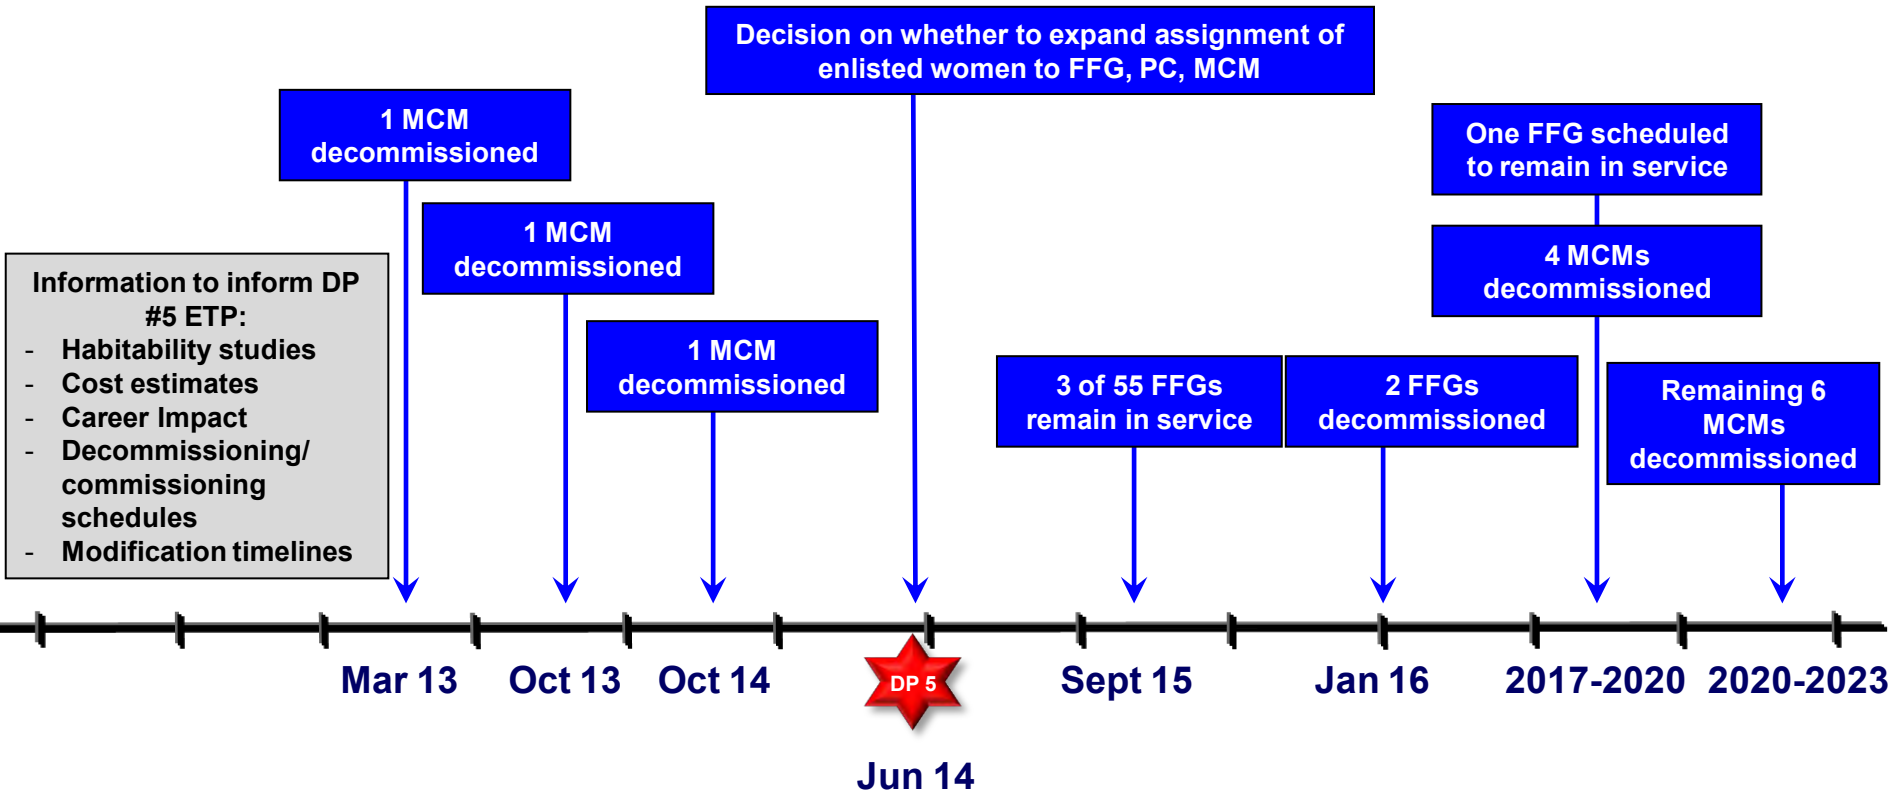 Decision on whether to expand assignment of
enlisted women to FFG, PC, MCM
1 MCM
decommissioned
One FFG scheduled
to remain in service
1 MCM
decommissioned
4 MCMs
decommissioned
Information to inform DP
#5 ETP:
- Habitability studies
- Cost estimates
- Career Impact
- Decommissioning/
commissioning
schedules
- Modification timelines
1 MCM
decommissioned
3 of 55 FFGs
remain in service
2 FFGs
decommissioned
Remaining 6
MCMs
decommissioned
Mar 13
Oct 13
Oct 14
DP 5
Sept 15
Jan 16
2017-2020
2020-2023
Jun 14